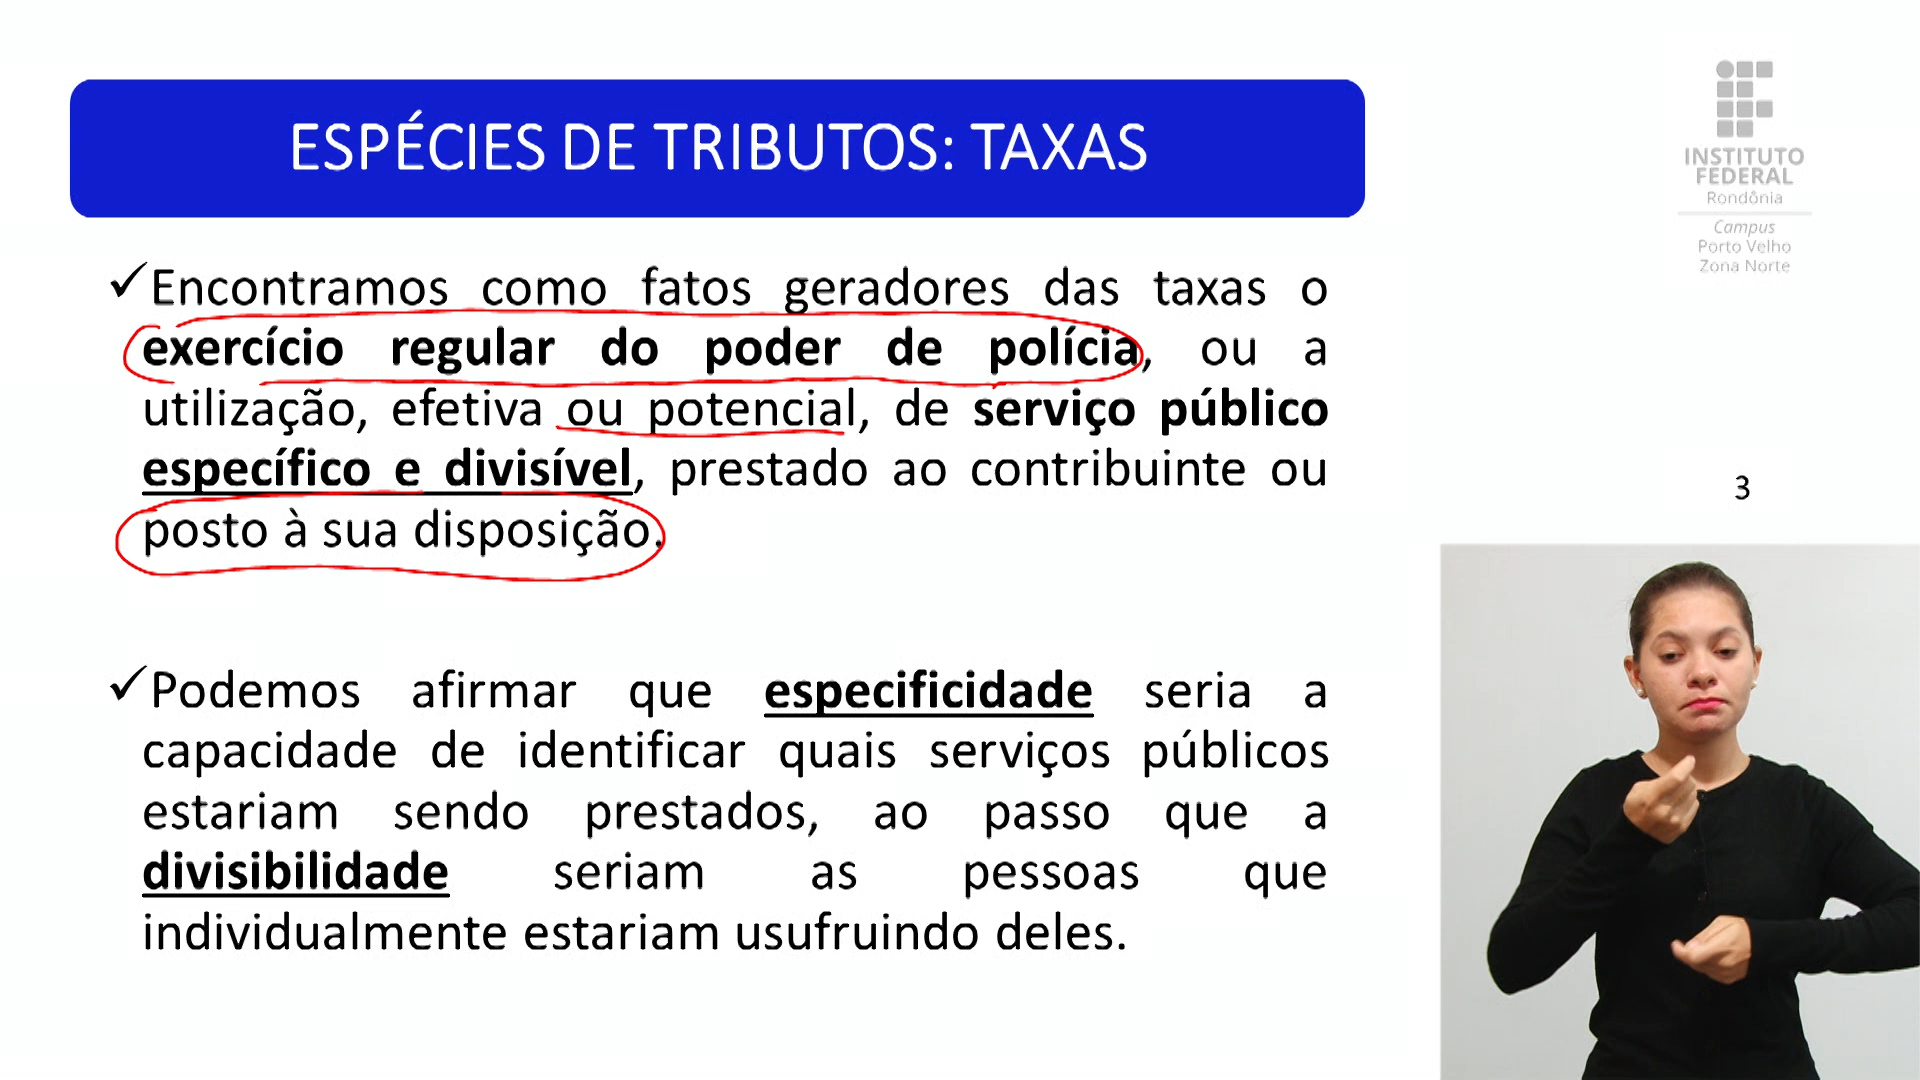 ESPÉCIES DE TRIBUTOS: TAXAS
INSTITUTO
FEDERAL
Rondônia
Campus
Porto Velho
Zona Norte
✓Encontramos como fatos geradores das taxas o
exercício regular do poder de polícia, ou a
utilização, efetiva ou potencial, de serviço público
específico e divisível, prestado ao contribuinte ou
posto à sua disposição.
3
✓Podemos afirmar que especificidade seria a
capacidade de identificar quais serviços públicos
estariam sendo prestados, ao passo que a
divisibilidade seriam as pessoas que
individualmente estariam usufruindo deles.